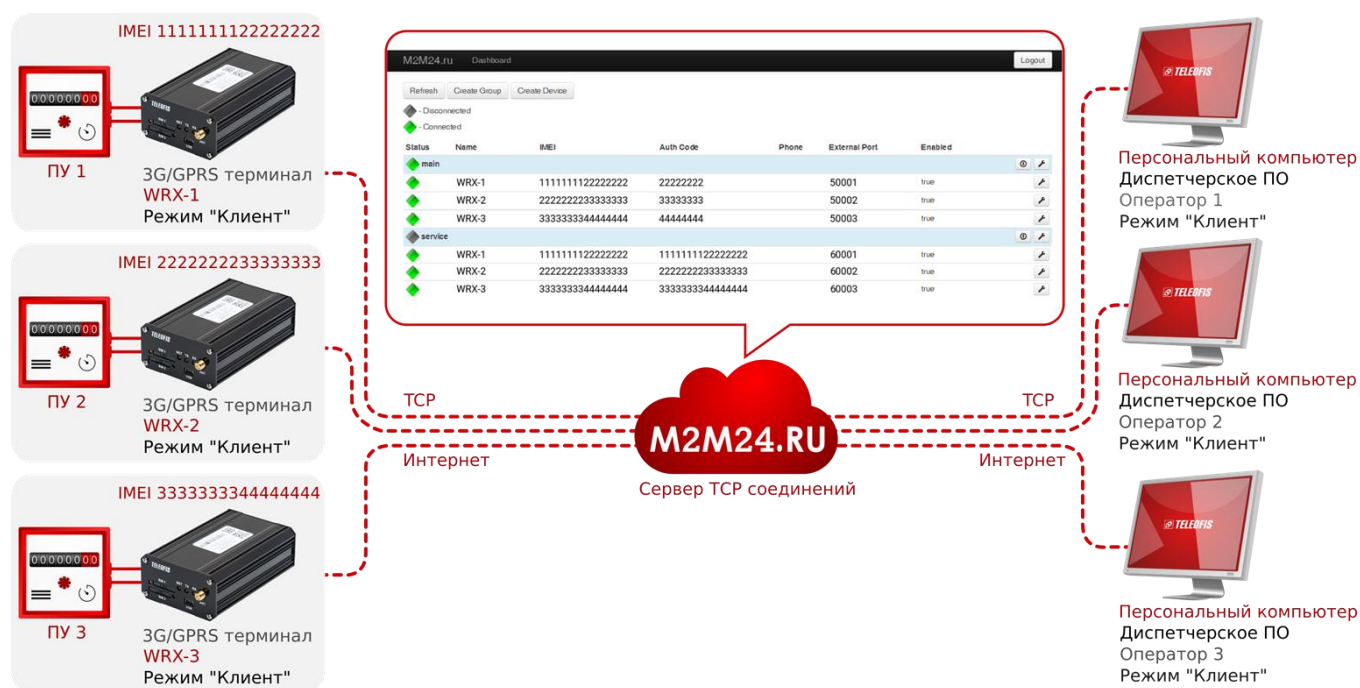 IMEI 1111111122222222
TELEOFIS
ПУ 1
3G/GPRS терминал
WRX-1
Режим "Клиент"
IMEI 2222222233333333
TELEOFIS
ПУ 2
3G/GPRS терминал
WRX-2
Режим "Клиент"
IMEI 3333333344444444
TELEOFIS
ПУ 3
3G/GPRS терминал
WRX-3
Режим "Клиент"
M2M24.ru Dashboard Logout
Refresh Create Group Create Device
- Disconnected
- Connected
Status Name IMEI Auth Code Phone External Port Enabled
main
WRX-1 1111111122222222 22222222 50001 true
WRX-2 2222222233333333 33333333 50002 true
WRX-3 3333333344444444 44444444 50003 true
service
WRX-1 1111111122222222 1111111122222222 60001 true
WRX-2 2222222233333333 2222222233333333 60002 true
WRX-3 3333333344444444 3333333344444444 60003 true
TCP
Интернет
M2M24.RU
Сервер TCP соединений
TCP
Интернет
TELEOFIS
Персональный компьютер
Диспетчерское ПО
Оператор 1
Режим "Клиент"
TELEOFIS
Персональный компьютер
Диспетчерское ПО
Оператор 2
Режим "Клиент"
TELEOFIS
Персональный компьютер
Диспетчерское ПО
Оператор 3
Режим "Клиент"